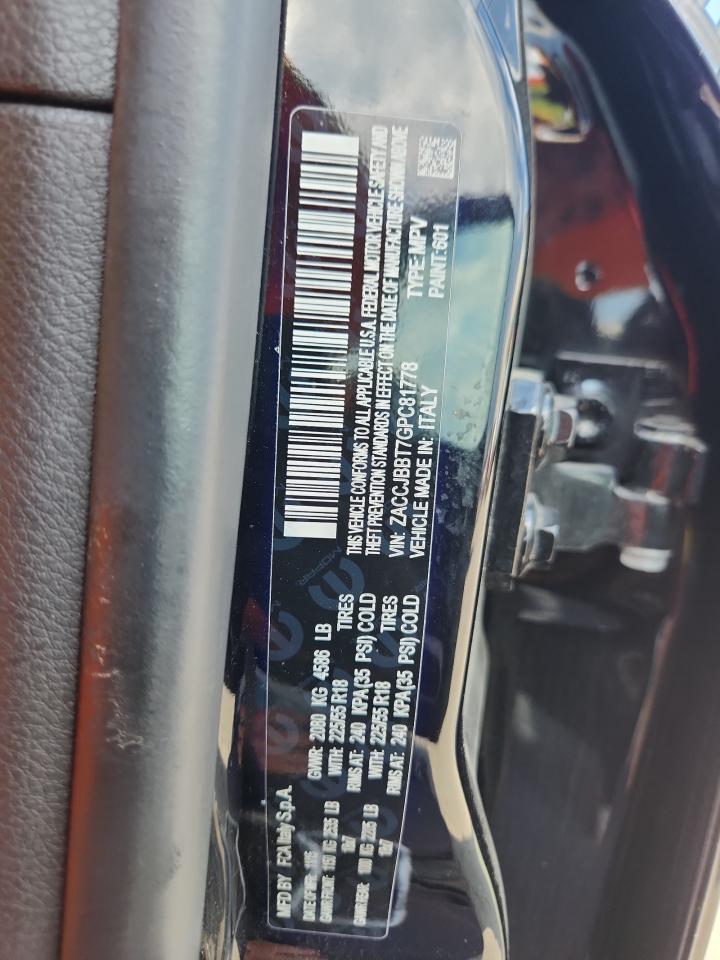 MFD BY FCA Italy S.p.A.
GVWR: 2080 KG 4586 LB
WITH: 225/55 R18 TIRES
RIMS AT: 240 KPA(35 PSI) COLD
WITH: 225/55 R18 TIRES
RIMS AT: 240 KPA(35 PSI) COLD
THIS VEHICLE CONFORMS TO ALL APPLICABLE U.S.A. FEDERAL MOTOR VEHICLE SAFETY AND
THEFT PREVENTION STANDARDS IN EFFECT ON THE DATE OF MANUFACTURE SHOWN ABOVE
VIN: ZACCJBBT7GPC81778 TYPE: MPV
VEHICLE MADE IN: ITALY PAINT: 601
MOPAR